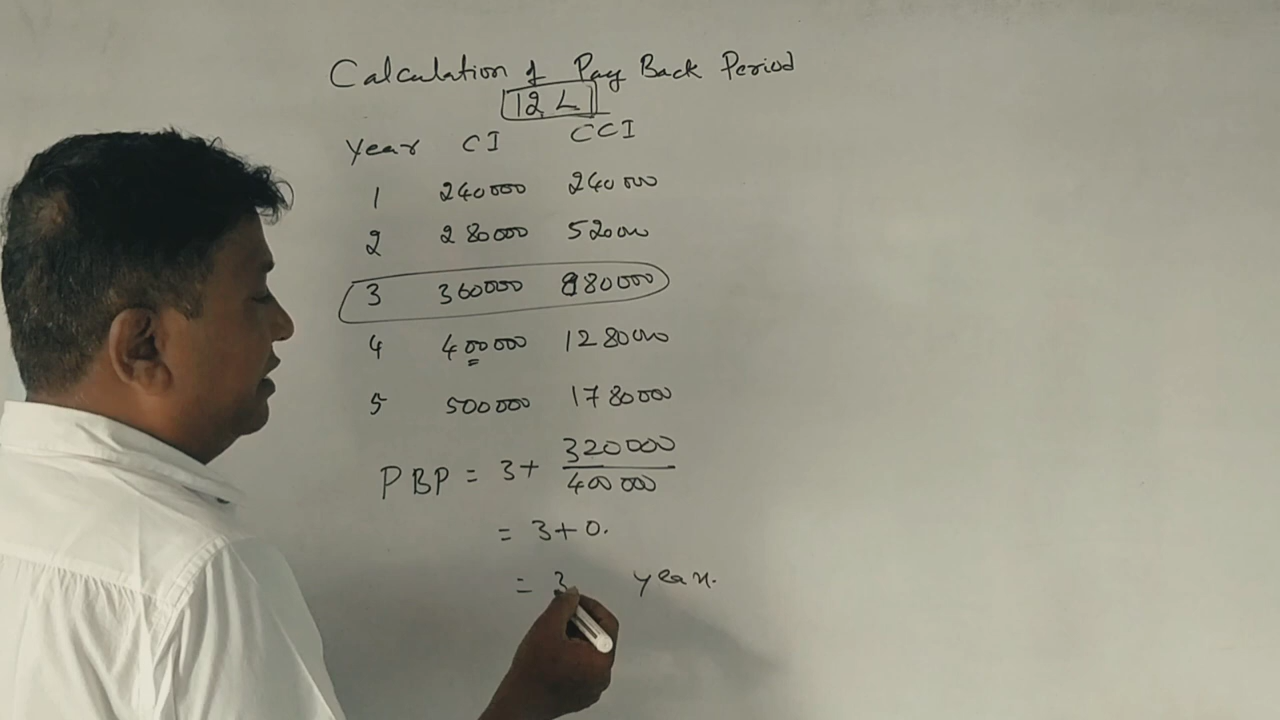 Calculation of Pay Back Period
12 L
Year CI CCI
1 240000 240000
2 280000 520000
3 360000 880000
4 400000 1280000
5 500000 1780000
PBP = 3+ 320000
400000
= 3+0.
= 3 year.